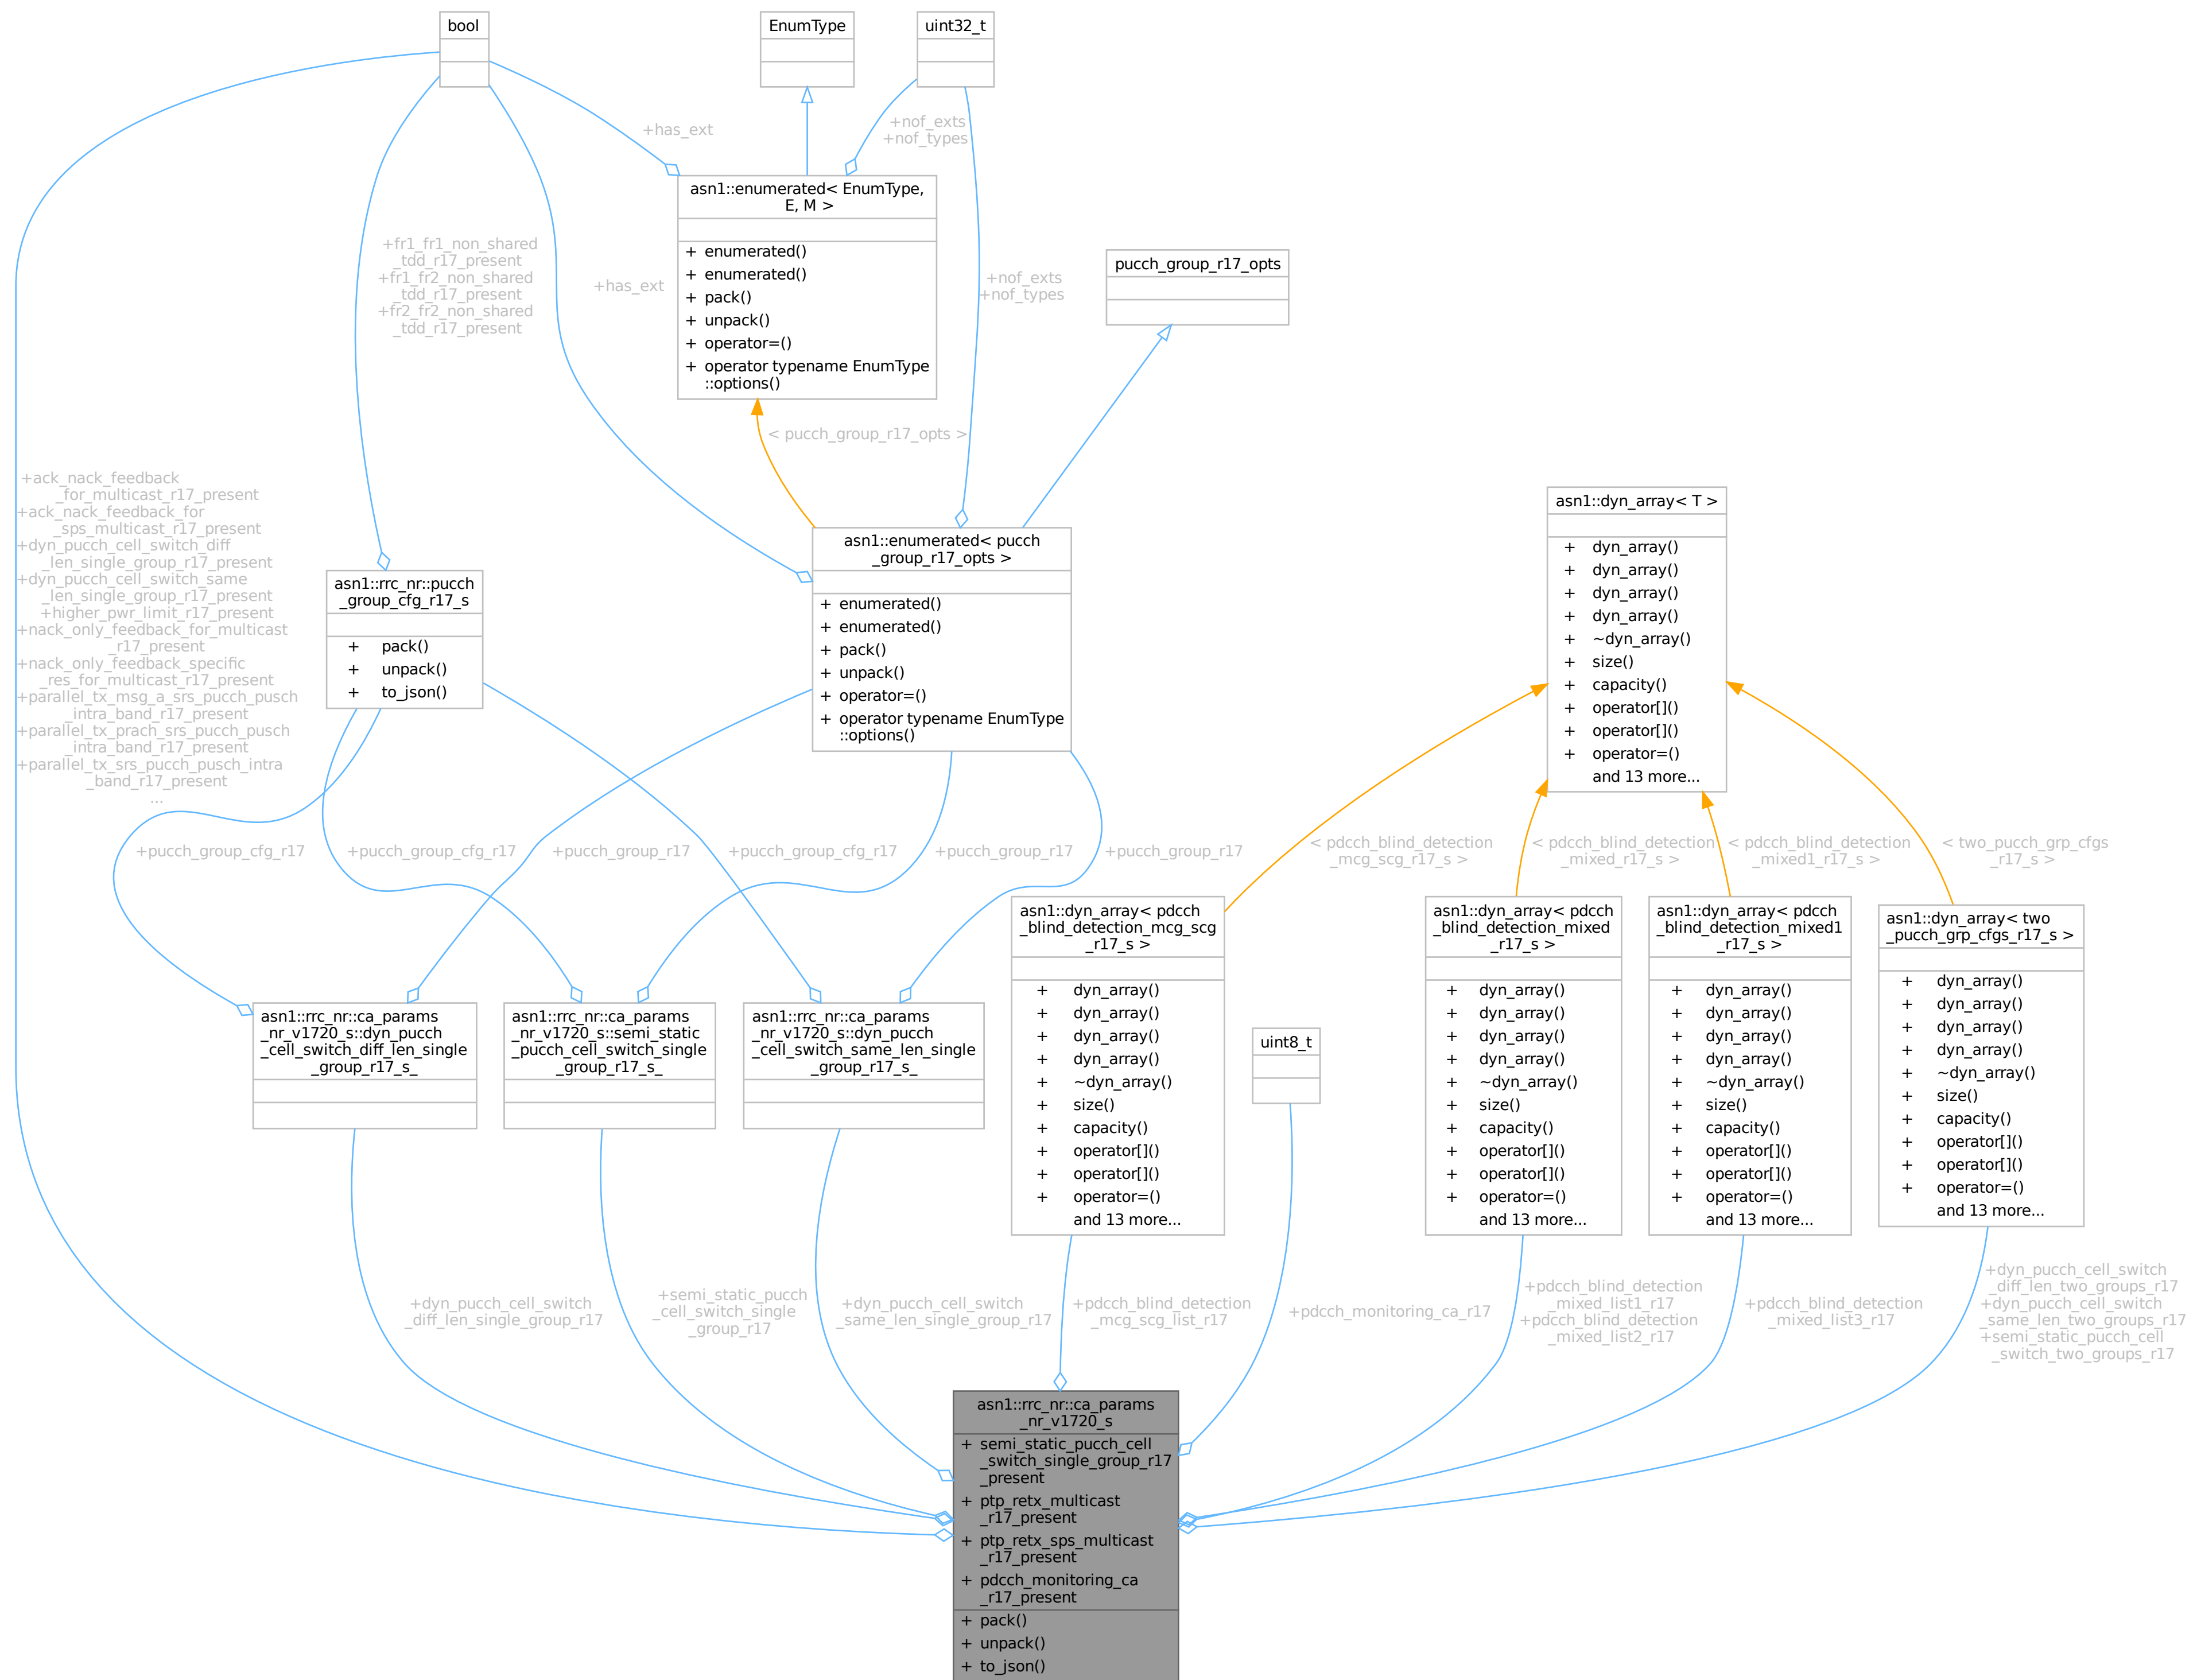 bool
EnumType
uint32_t
+has_ext
+nof_exts
+nof_types
asn1::enumerated< EnumType,
E, M >
+ enumerated()
+ enumerated()
+ pack()
+ unpack()
+ operator=()
+ operator typename EnumType
::options()
+fr1_fr1_non_shared
_tdd_r17_present
+fr1_fr2_non_shared
_tdd_r17_present
+fr2_fr2_non_shared
_tdd_r17_present
+has_ext
+nof_exts
+nof_types
pucch_group_r17_opts
< pucch_group_r17_opts >
+ack_nack_feedback
_for_multicast_r17_present
+ack_nack_feedback_for
_sps_multicast_r17_present
+dyn_pucch_cell_switch_diff
_len_single_group_r17_present
+dyn_pucch_cell_switch_same
_len_single_group_r17_present
+higher_pwr_limit_r17_present
+nack_only_feedback_for_multicast
_r17_present
+nack_only_feedback_specific
_res_for_multicast_r17_present
+parallel_tx_msg_a_srs_pucch_pusch
_intra_band_r17_present
+parallel_tx_prach_srs_pucch_pusch
_intra_band_r17_present
+parallel_tx_srs_pucch_pusch_intra
_band_r17_present
...
asn1::rrc_nr::pucch
_group_cfg_r17_s
+ pack()
+ unpack()
+ to_json()
asn1::enumerated< pucch
_group_r17_opts >
+ enumerated()
+ enumerated()
+ pack()
+ unpack()
+ operator=()
+ operator typename EnumType
::options()
asn1::dyn_array< T >
+ dyn_array()
+ dyn_array()
+ dyn_array()
+ dyn_array()
+ ~dyn_array()
+ size()
+ capacity()
+ operator[]()
+ operator[]()
+ operator=()
and 13 more...
+pucch_group_cfg_r17
+pucch_group_cfg_r17
+pucch_group_r17
+pucch_group_cfg_r17
+pucch_group_r17
+pucch_group_r17
< pdcch_blind_detection
_mcg_scg_r17_s >
< pdcch_blind_detection
_mixed_r17_s >
< pdcch_blind_detection
_mixed1_r17_s >
< two_pucch_grp_cfgs
_r17_s >
asn1::rrc_nr::ca_params
_nr_v1720_s::dyn_pucch
_cell_switch_diff_len_single
_group_r17_s_
asn1::rrc_nr::ca_params
_nr_v1720_s::semi_static
_pucch_cell_switch_single
_group_r17_s_
asn1::rrc_nr::ca_params
_nr_v1720_s::dyn_pucch
_cell_switch_same_len_single
_group_r17_s_
asn1::dyn_array< pdcch
_blind_detection_mcg_scg
_r17_s >
+ dyn_array()
+ dyn_array()
+ dyn_array()
+ dyn_array()
+ ~dyn_array()
+ size()
+ capacity()
+ operator[]()
+ operator[]()
+ operator=()
and 13 more...
uint8_t
asn1::dyn_array< pdcch
_blind_detection_mixed
_r17_s >
+ dyn_array()
+ dyn_array()
+ dyn_array()
+ dyn_array()
+ ~dyn_array()
+ size()
+ capacity()
+ operator[]()
+ operator[]()
+ operator=()
and 13 more...
asn1::dyn_array< pdcch
_blind_detection_mixed1
_r17_s >
+ dyn_array()
+ dyn_array()
+ dyn_array()
+ dyn_array()
+ ~dyn_array()
+ size()
+ capacity()
+ operator[]()
+ operator[]()
+ operator=()
and 13 more...
asn1::dyn_array< two
_pucch_grp_cfgs_r17_s >
+ dyn_array()
+ dyn_array()
+ dyn_array()
+ dyn_array()
+ ~dyn_array()
+ size()
+ capacity()
+ operator[]()
+ operator[]()
+ operator=()
and 13 more...
+dyn_pucch_cell_switch
_diff_len_single_group_r17
+semi_static_pucch
_cell_switch_single
_group_r17
+dyn_pucch_cell_switch
_same_len_single_group_r17
+pdcch_blind_detection
_mcg_scg_list_r17
+pdcch_monitoring_ca_r17
+pdcch_blind_detection
_mixed_list1_r17
+pdcch_blind_detection
_mixed_list2_r17
+pdcch_blind_detection
_mixed_list3_r17
+dyn_pucch_cell_switch
_diff_len_two_groups_r17
+dyn_pucch_cell_switch
_same_len_two_groups_r17
+semi_static_pucch_cell
_switch_two_groups_r17
asn1::rrc_nr::ca_params
_nr_v1720_s
+ semi_static_pucch_cell
_switch_single_group_r17
_present
+ ptp_retx_multicast
_r17_present
+ ptp_retx_sps_multicast
_r17_present
+ pdcch_monitoring_ca
_r17_present
+ pack()
+ unpack()
+ to_json()